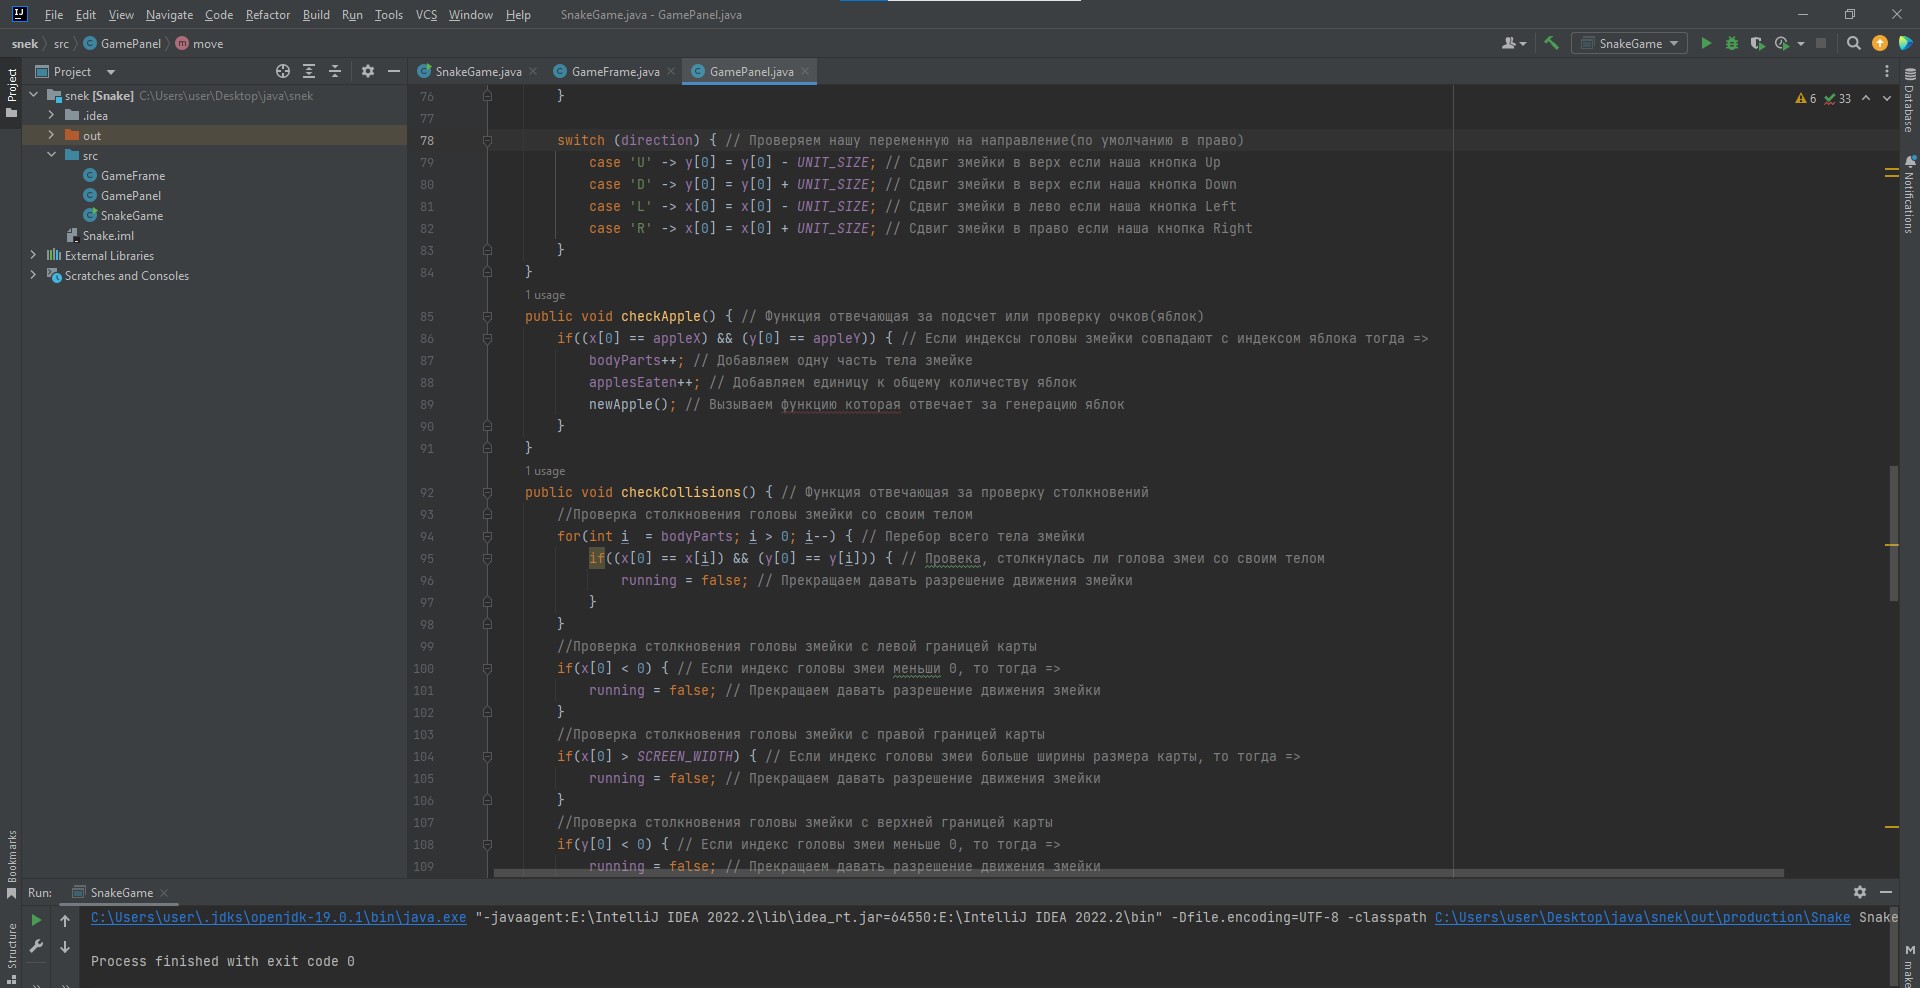 File Edit View Navigate Code Refactor Build Run Tools VCS Window Help SnakeGame.java - GamePanel.java
snek src GamePanel move SnakeGame
Project
Project
SnakeGame.java GameFrame.java GamePanel.java
snek [Snake] C:\Users\user\Desktop\java\snek
.idea
out
src
GameFrame
GamePanel
SnakeGame
Snake.iml
External Libraries
Scratches and Consoles
6 33
76 }
77
78 switch (direction) { // Проверяем нашу переменную на направление(по умолчанию в право)
79 case 'U' -> y[0] = y[0] - UNIT_SIZE; // Сдвиг змейки в верх если наша кнопка Up
80 case 'D' -> y[0] = y[0] + UNIT_SIZE; // Сдвиг змейки в верх если наша кнопка Down
81 case 'L' -> x[0] = x[0] - UNIT_SIZE; // Сдвиг змейки в лево если наша кнопка Left
82 case 'R' -> x[0] = x[0] + UNIT_SIZE; // Сдвиг змейки в право если наша кнопка Right
83 }
84 }
1 usage
85 public void checkApple() { // Функция отвечающая за подсчет или проверку очков(яблок)
86 if((x[0] == appleX) && (y[0] == appleY)) { // Если индексы головы змейки совпадают с индексом яблока тогда =>
87 bodyParts++; // Добавляем одну часть тела змейке
88 applesEaten++; // Добавляем единицу к общему количеству яблок
89 newApple(); // Вызываем функцию которая отвечает за генерацию яблок
90 }
91 }
1 usage
92 public void checkCollisions() { // Функция отвечающая за проверку столкновений
93 //Проверка столкновения головы змейки со своим телом
94 for(int i  = bodyParts; i > 0; i--) { // Перебор всего тела змейки
95 if((x[0] == x[i]) && (y[0] == y[i])) { // Провека, столкнулась ли голова змеи со своим телом
96 running = false; // Прекращаем давать разрешение движения змейки
97 }
98 }
99 //Проверка столкновения головы змейки с левой границей карты
100 if(x[0] < 0) { // Если индекс головы змеи меньши 0, то тогда =>
101 running = false; // Прекращаем давать разрешение движения змейки
102 }
103 //Проверка столкновения головы змейки с правой границей карты
104 if(x[0] > SCREEN_WIDTH) { // Если индекс головы змеи больше ширины размера карты, то тогда =>
105 running = false; // Прекращаем давать разрешение движения змейки
106 }
107 //Проверка столкновения головы змейки с верхней границей карты
108 if(y[0] < 0) { // Если индекс головы змеи меньше 0, то тогда =>
109 running = false; // Прекращаем давать разрешение движения змейки
Database
Notifications
make
Bookmarks
Structure
Run: SnakeGame
C:\Users\user\.jdks\openjdk-19.0.1\bin\java.exe "-javaagent:E:\IntelliJ IDEA 2022.2\lib\idea_rt.jar=64550:E:\IntelliJ IDEA 2022.2\bin" -Dfile.encoding=UTF-8 -classpath C:\Users\user\Desktop\java\snek\out\production\Snake Snake
Process finished with exit code 0